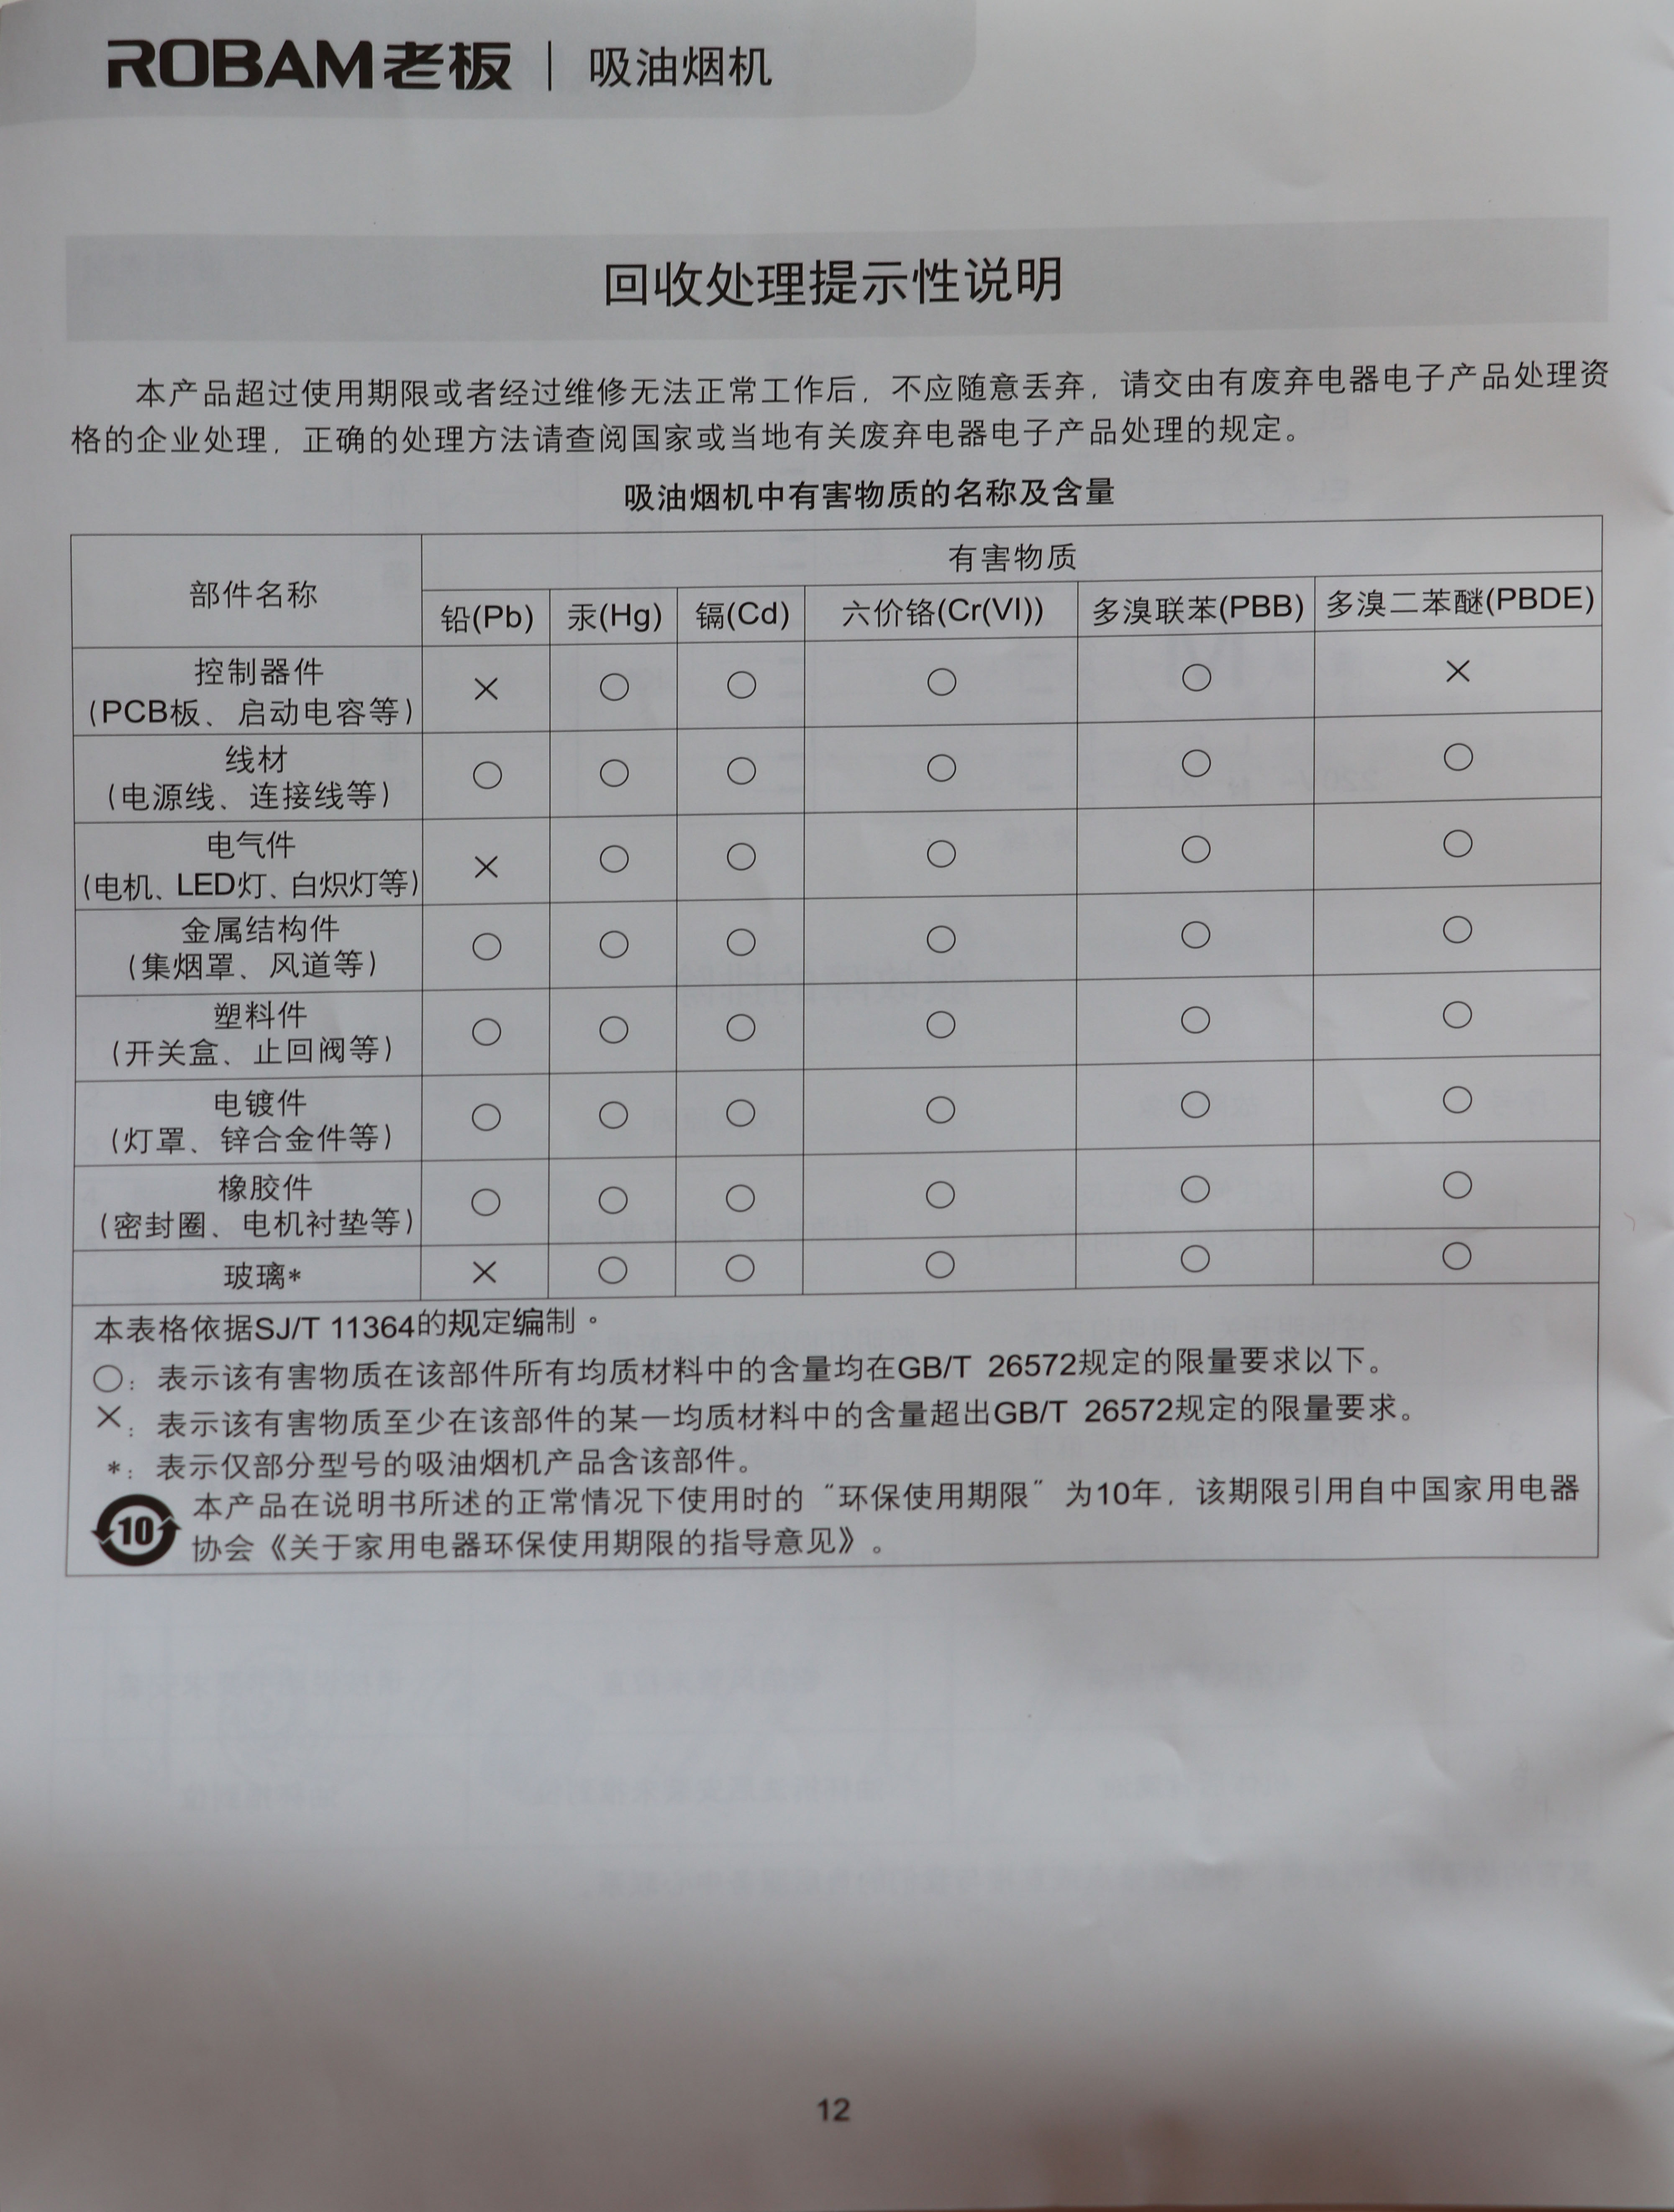 ROBAM老板 | 吸油烟机
回收处理提示性说明
本产品超过使用期限或者经过维修无法正常工作后，不应随意丢弃，请交由有废弃电器电子产品处理资
格的企业处理，正确的处理方法请查阅国家或当地有关废弃电器电子产品处理的规定。
吸油烟机中有害物质的名称及含量
部件名称 有害物质
铅(Pb) 汞(Hg) 镉(Cd) 六价铬(Cr(VI)) 多溴联苯(PBB) 多溴二苯醚(PBDE)
控制器件
(PCB板、启动电容等) × ○ ○ ○ ○ ×
线材
(电源线、连接线等) ○ ○ ○ ○ ○ ○
电气件
(电机、LED灯、白炽灯等) × ○ ○ ○ ○ ○
金属结构件
(集烟罩、风道等) ○ ○ ○ ○ ○ ○
塑料件
(开关盒、止回阀等) ○ ○ ○ ○ ○ ○
电镀件
(灯罩、锌合金件等) ○ ○ ○ ○ ○ ○
橡胶件
(密封圈、电机衬垫等) ○ ○ ○ ○ ○ ○
玻璃* × ○ ○ ○ ○ ○
本表格依据SJ/T 11364的规定编制。
○：表示该有害物质在该部件所有均质材料中的含量均在GB/T 26572规定的限量要求以下。
×：表示该有害物质至少在该部件的某一均质材料中的含量超出GB/T 26572规定的限量要求。
*：表示仅部分型号的吸油烟机产品含该部件。
10 本产品在说明书所述的正常情况下使用时的“环保使用期限”为10年，该期限引用自中国家用电器
协会《关于家用电器环保使用期限的指导意见》。
12